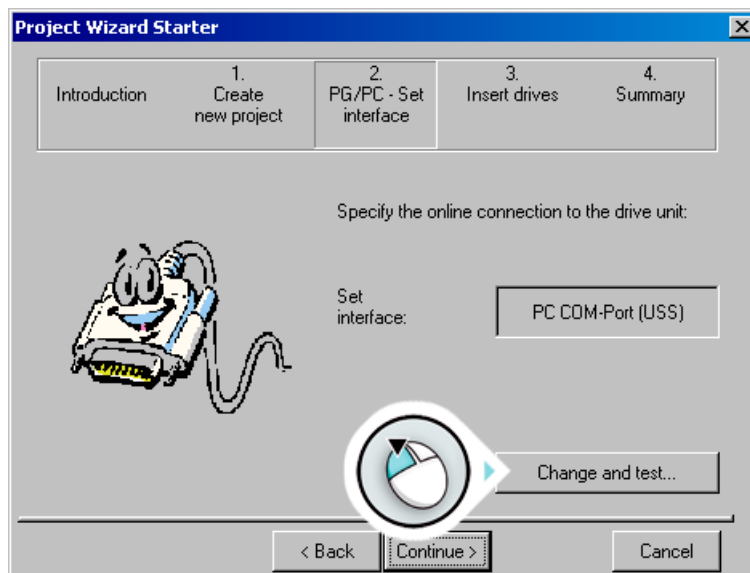 Project Wizard Starter
Introduction
1.
Create
new project
2.
PG/PC - Set
interface
3.
Insert drives
4.
Summary
Specify the online connection to the drive unit:
Set
interface:
PC COM-Port (USS)
Change and test...
< Back
Continue >
Cancel